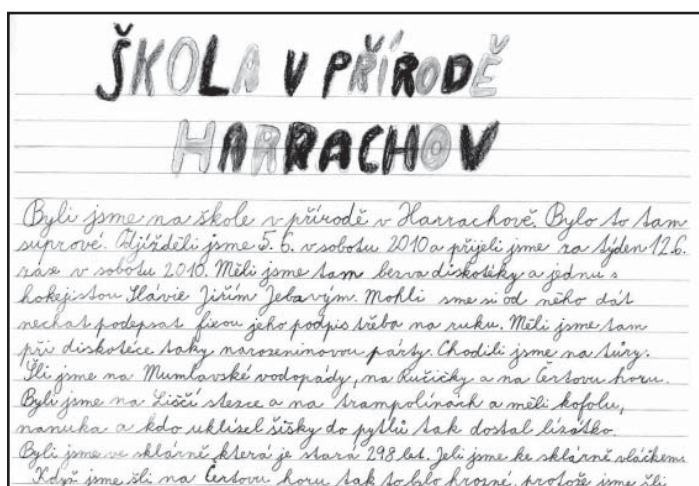 ŠKOLA V PŘÍRODĚ
HARRACHOV
Byli jsme na škole v přírodě v Harrachově. Bylo to tam
suprové. Odjížděli jsme 5.6. v sobotu 2010 a přijeli jsme za týden 12.6.
záse v sobotu 2010. Měli jsme tam bezva diskotéky a jednu s
hokejistou Slávie Jiřím Jebavým. Mohli sme si od něho dát
nechat podepsat jeho podpis třeba na ruku. Měli jsme tam
při diskotéce taky narozeninovou párty. Chodili jsme na túry.
Šli jsme na Mumlavské vodopády, na Ručičky a na Čertovu horu.
Byli jsme na Liščí stezce a na trampolínách a měli kofolu,
nanuka a kdo uklísel šišky do pytlů tak dostal lízátko.
Byli jsme ve sklárně která je stará 298 let. Jeli jsme ke sklárně vláčkem.
Když jsme šli na Čertovu horu tak to bylo hrozné, protože jsme šli